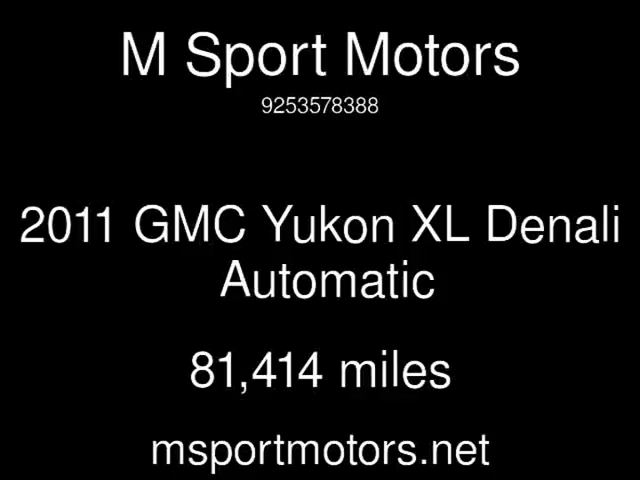 M Sport Motors
9253578388
2011 GMC Yukon XL Denali
Automatic
81,414 miles
msportmotors.net